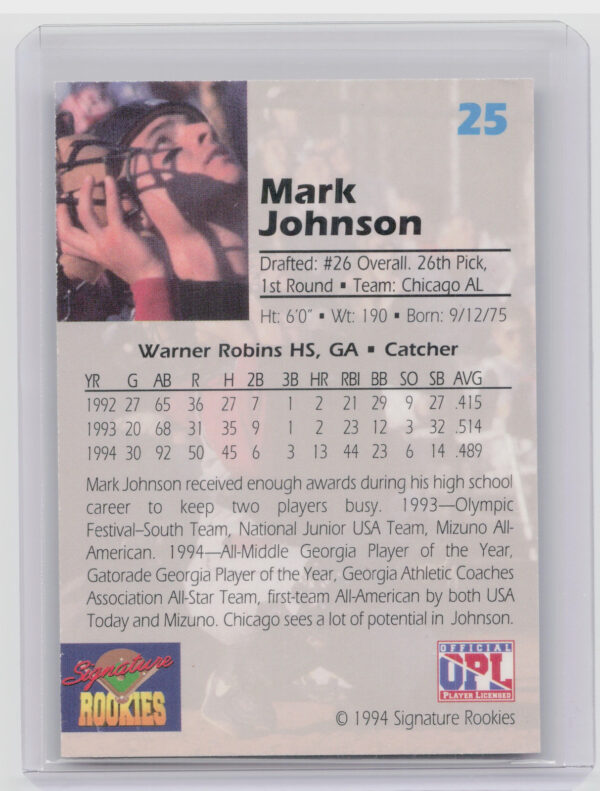 25
Mark
Johnson
Drafted: #26 Overall. 26th Pick,
1st Round ▪ Team: Chicago AL
Ht: 6'0" ▪ Wt: 190 ▪ Born: 9/12/75
Warner Robins HS, GA ▪ Catcher
YR G AB R H 2B 3B HR RBI BB SO SB AVG
1992 27 65 36 27 7 1 2 21 29 9 27 .415
1993 20 68 31 35 9 1 2 23 12 3 32 .514
1994 30 92 50 45 6 3 13 44 23 6 14 .489
Mark Johnson received enough awards during his high school
career to keep two players busy. 1993—Olympic
Festival–South Team, National Junior USA Team, Mizuno All-
American. 1994—All-Middle Georgia Player of the Year,
Gatorade Georgia Player of the Year, Georgia Athletic Coaches
Association All-Star Team, first-team All-American by both USA
Today and Mizuno. Chicago sees a lot of potential in Johnson.
Signature
ROOKIES
OFFICIAL
OPL
PLAYER LICENSED
© 1994 Signature Rookies